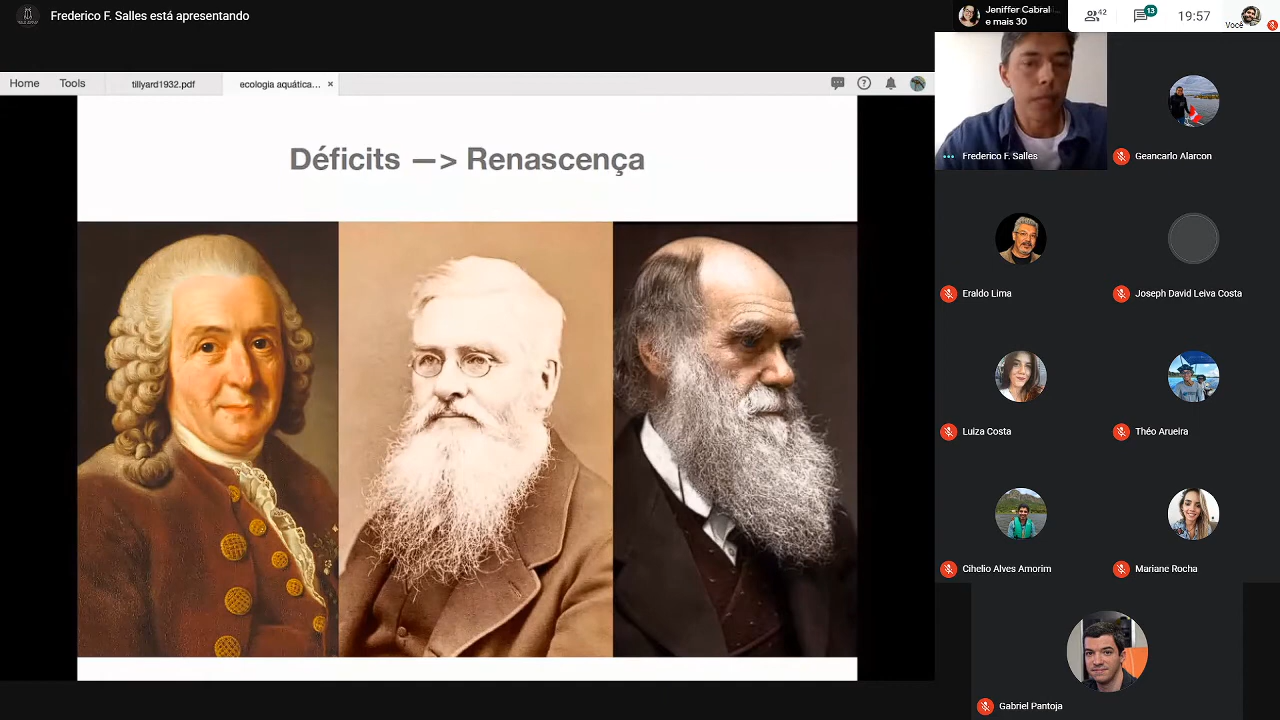 Frederico F. Salles está apresentando
Jeniffer Cabral
e mais 30
42
13
19:57
Você
Home
Tools
tillyard1932.pdf
ecologia aquática...
Déficits —> Renascença
Frederico F. Salles
Geancarlo Alarcon
Eraldo Lima
Joseph David Leiva Costa
Luiza Costa
Théo Arueira
Cihelio Alves Amorim
Mariane Rocha
Gabriel Pantoja